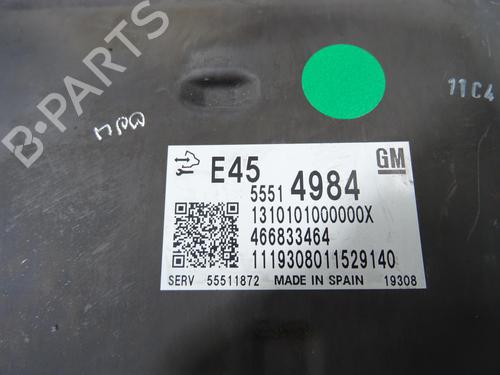 B-PARTS
11C4
GM
E45
5551 4984
1310101000000X
466833464
1119308011529140
SERV 55511872 MADE IN SPAIN 19308